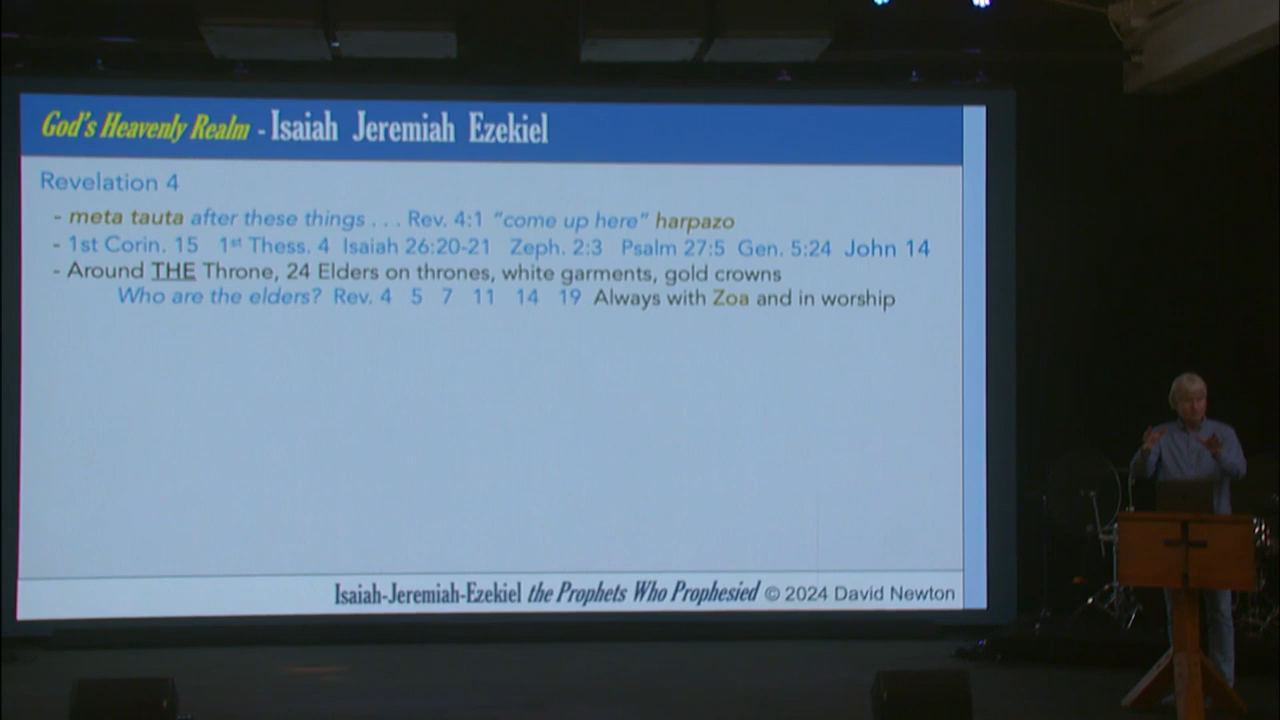 God's Heavenly Realm - Isaiah Jeremiah Ezekiel
Revelation 4
- meta tauta after these things . . . Rev. 4:1 "come up here" harpazo
- 1st Corin. 15 1st Thess. 4 Isaiah 26:20-21 Zeph. 2:3 Psalm 27:5 Gen. 5:24 John 14
- Around THE Throne, 24 Elders on thrones, white garments, gold crowns
Who are the elders? Rev. 4 5 7 11 14 19 Always with Zoa and in worship
Isaiah-Jeremiah-Ezekiel the Prophets Who Prophesied © 2024 David Newton